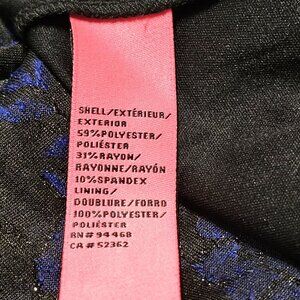 SHELL/EXTÉRIEUR/
EXTERIOR
59%POLYESTER/
POLIÉSTER
31%RAYON/
RAYONNE/RAYÓN
10%SPANDEX
LINING/
DOUBLURE/FORRO
100%POLYESTER/
POLIÉSTER
RN#94468
CA#52362